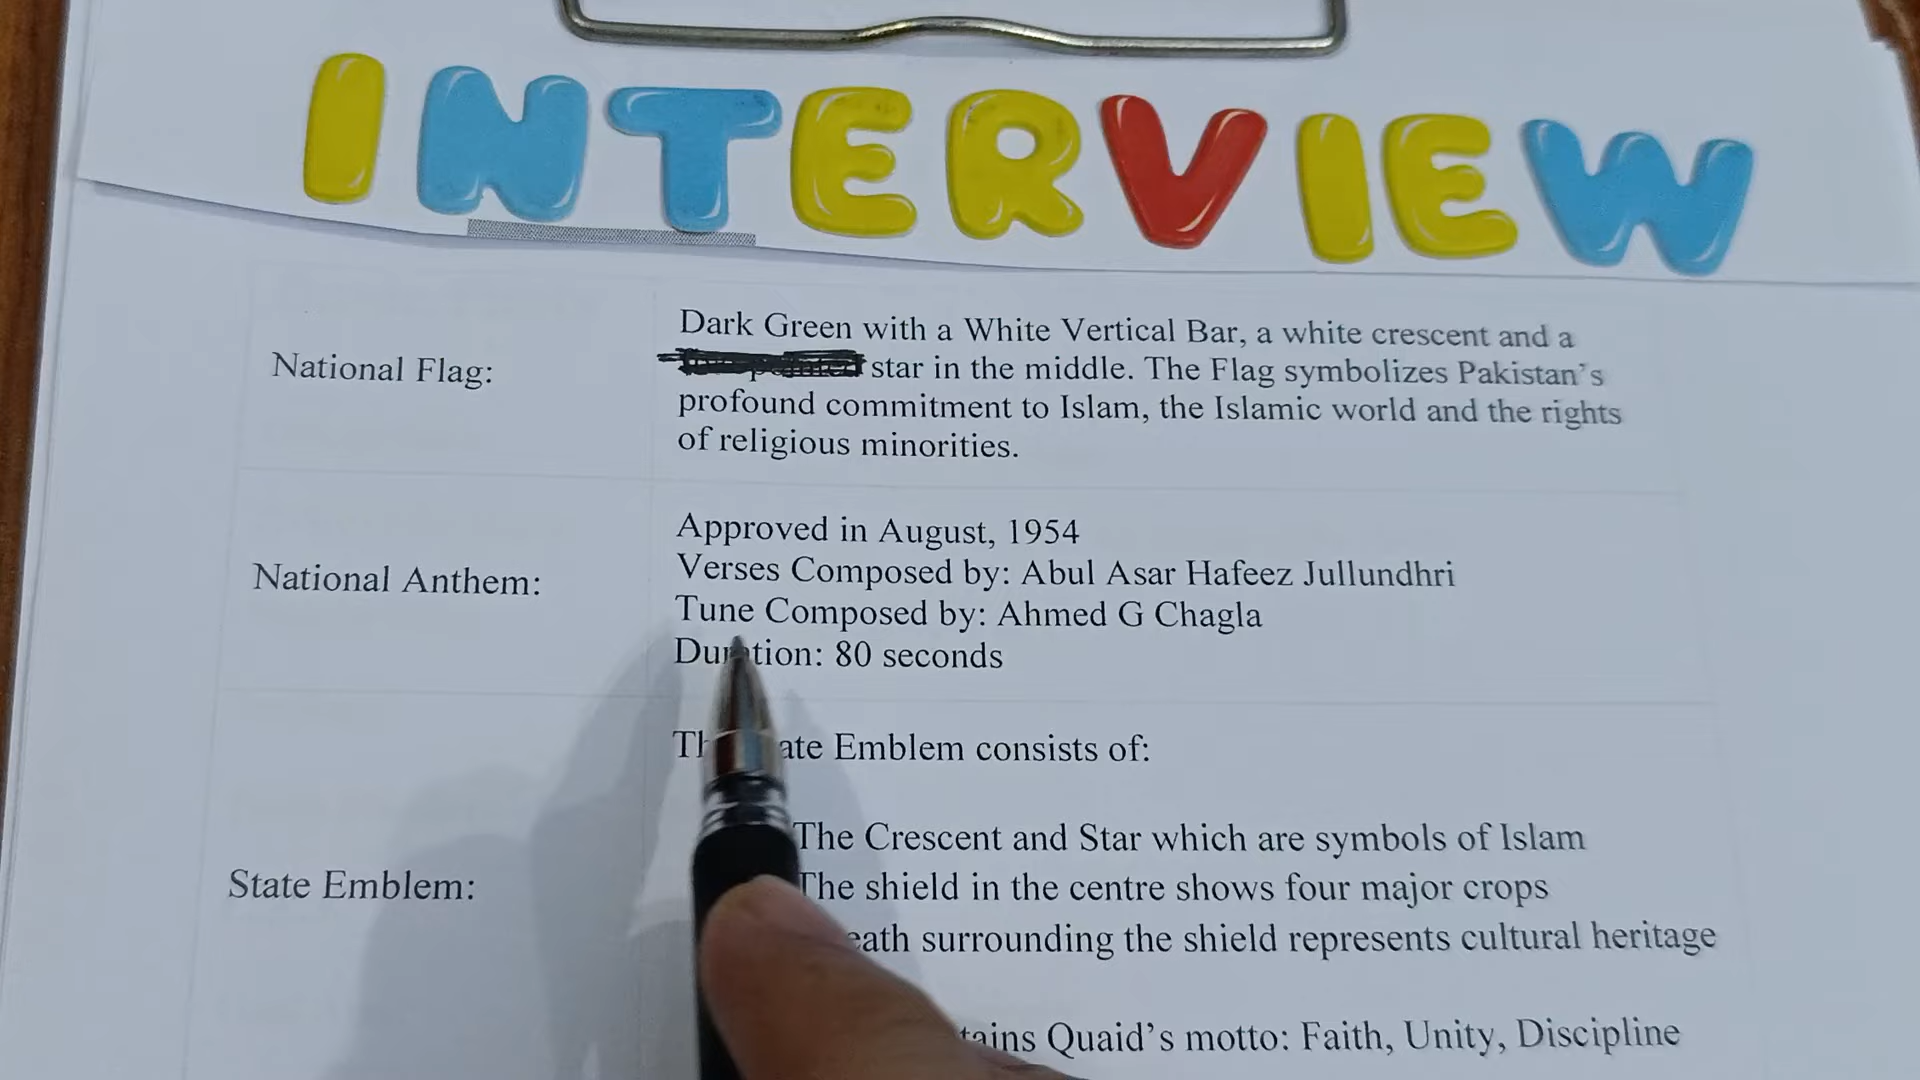 INTERVIEW
National Flag:
Dark Green with a White Vertical Bar, a white crescent and a
star in the middle. The Flag symbolizes Pakistan's
profound commitment to Islam, the Islamic world and the rights
of religious minorities.
National Anthem:
Approved in August, 1954
Verses Composed by: Abul Asar Hafeez Jullundhri
Tune Composed by: Ahmed G Chagla
Duration: 80 seconds
State Emblem:
Emblem consists of:
The Crescent and Star which are symbols of Islam
The shield in the centre shows four major crops
surrounding the shield represents cultural heritage
Quaid's motto: Faith, Unity, Discipline